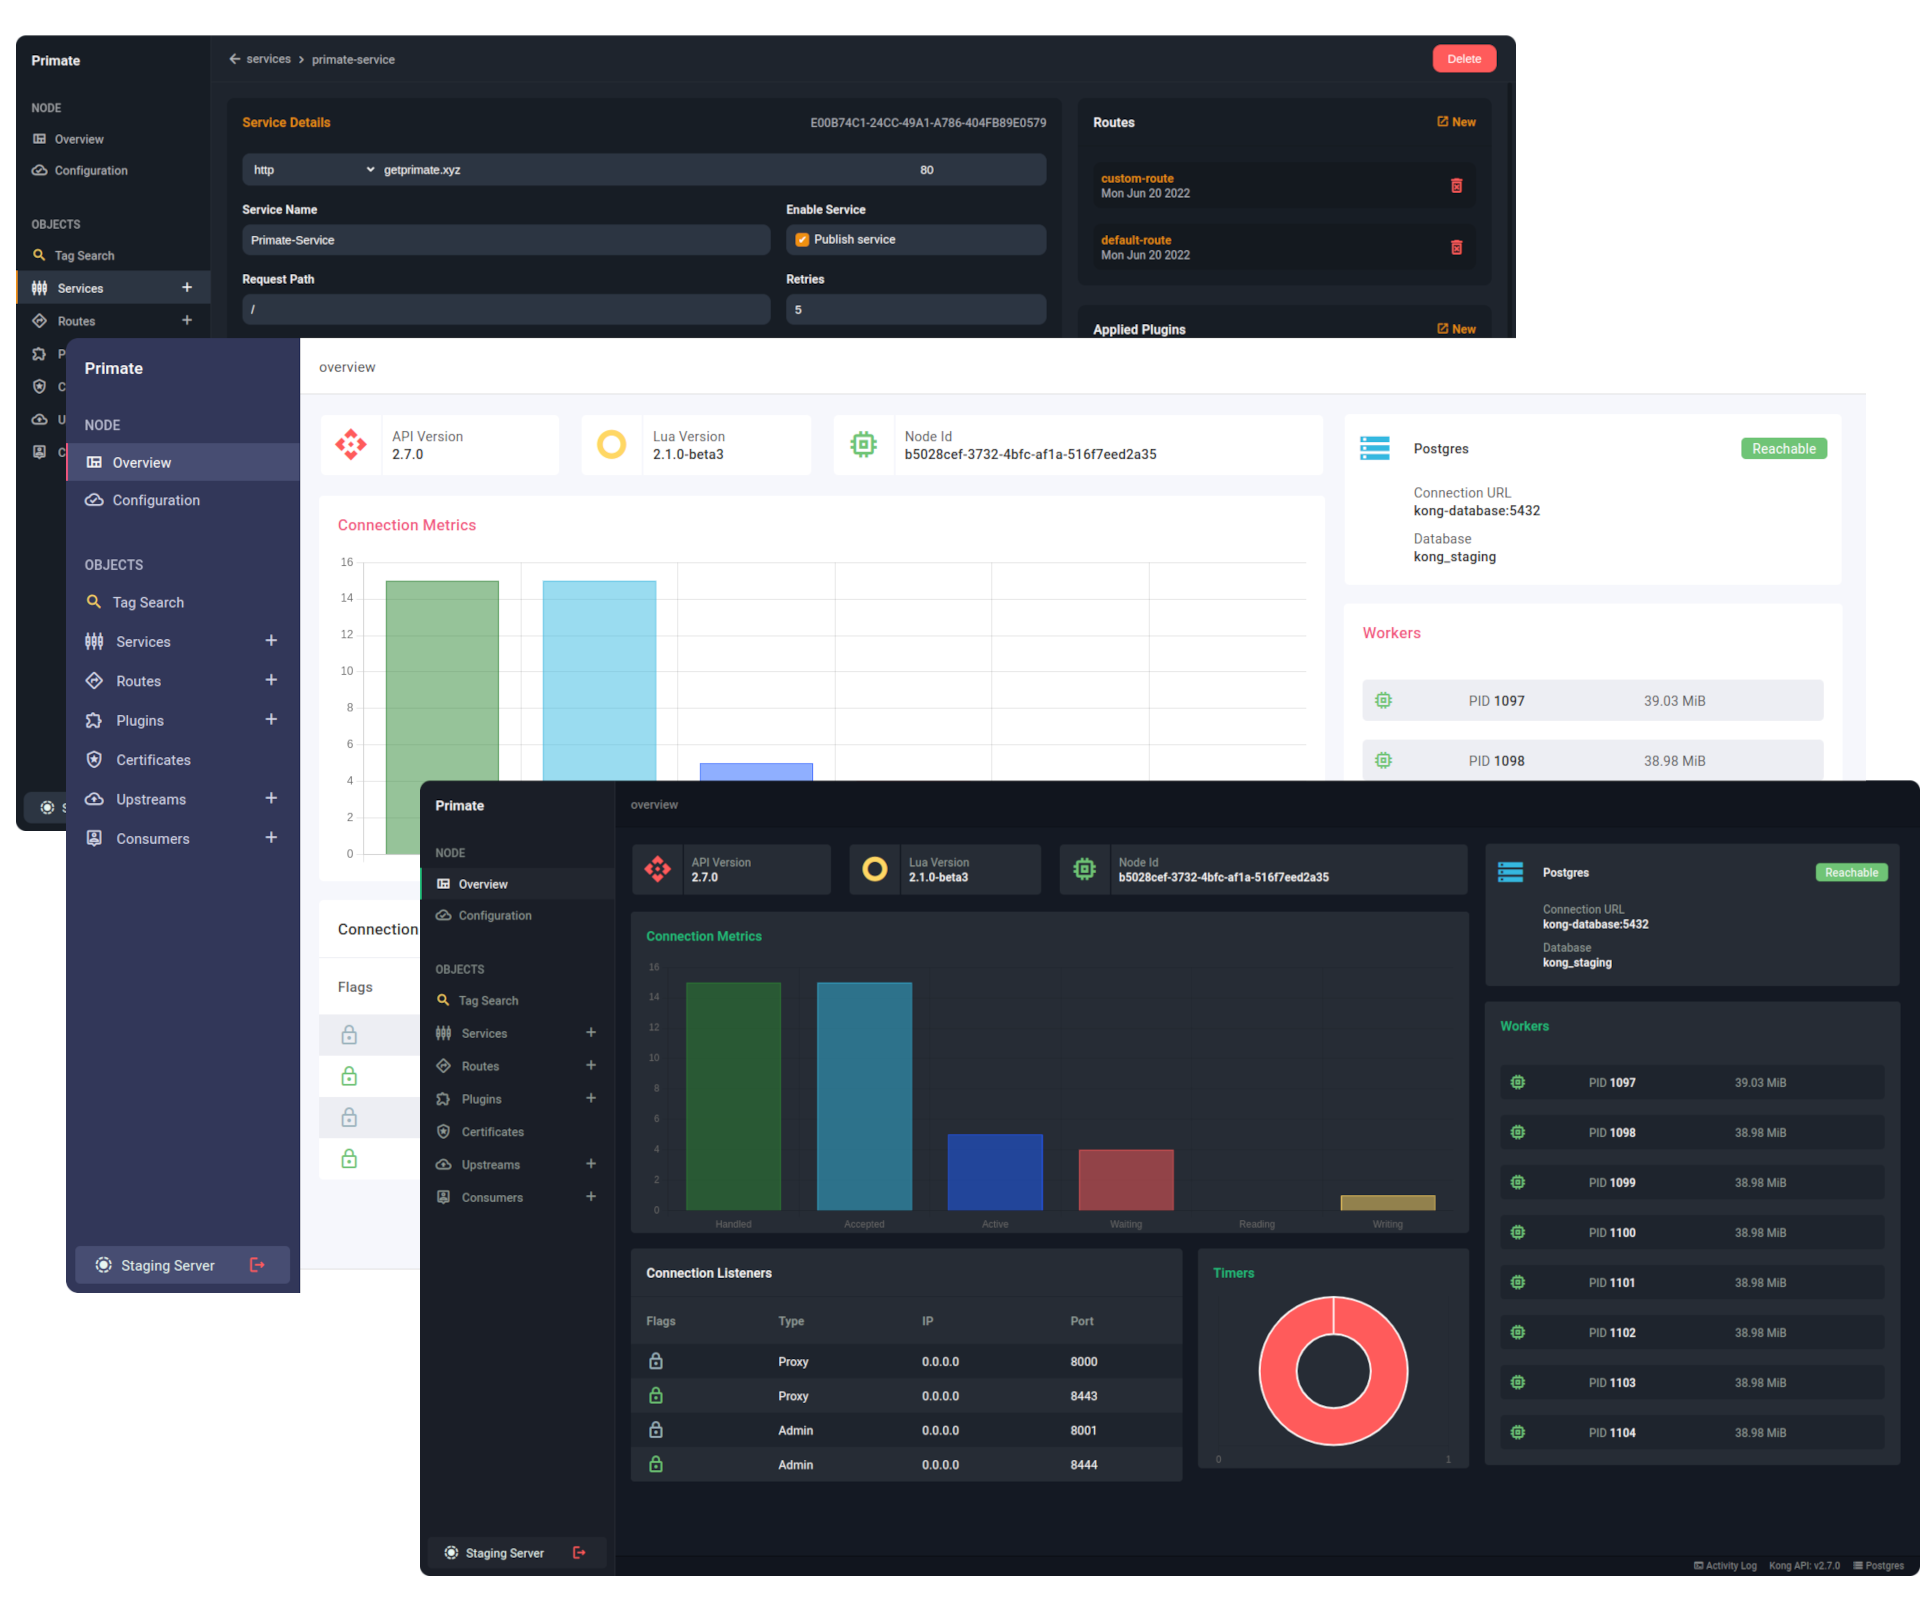 Primate
services > primate-service
Delete
NODE
Overview
Configuration
OBJECTS
Tag Search
Services +
Routes +
P
C
U
C
S
Service Details
E00B74C1-24CC-49A1-A786-404FB89E0579
http getprimate.xyz 80
Service Name
Primate-Service
Enable Service
Publish service
Request Path
/
Retries
5
Routes
New
custom-route
Mon Jun 20 2022
default-route
Mon Jun 20 2022
Applied Plugins
New
Primate
NODE
Overview
Configuration
OBJECTS
Tag Search
Services +
Routes +
Plugins +
Certificates
Upstreams +
Consumers +
Staging Server
overview
API Version
2.7.0
Lua Version
2.1.0-beta3
Node Id
b5028cef-3732-4bfc-af1a-516f7eed2a35
Connection Metrics
16
14
12
10
8
6
4
2
0
Connection
Flags
Postgres
Reachable
Connection URL
kong-database:5432
Database
kong_staging
Workers
PID 1097 39.03 MiB
PID 1098 38.98 MiB
Primate
NODE
Overview
Configuration
OBJECTS
Tag Search
Services +
Routes +
Plugins +
Certificates
Upstreams +
Consumers +
Staging Server
overview
API Version
2.7.0
Lua Version
2.1.0-beta3
Node Id
b5028cef-3732-4bfc-af1a-516f7eed2a35
Connection Metrics
16
14
12
10
8
6
4
2
0
Handled Accepted Active Waiting Reading Writing
Connection Listeners
Flags Type IP Port
Proxy 0.0.0.0 8000
Proxy 0.0.0.0 8443
Admin 0.0.0.0 8001
Admin 0.0.0.0 8444
Timers
0 1
Postgres
Reachable
Connection URL
kong-database:5432
Database
kong_staging
Workers
PID 1097 39.03 MiB
PID 1098 38.98 MiB
PID 1099 38.98 MiB
PID 1100 38.98 MiB
PID 1101 38.98 MiB
PID 1102 38.98 MiB
PID 1103 38.98 MiB
PID 1104 38.98 MiB
Activity Log Kong API: v2.7.0 Postgres